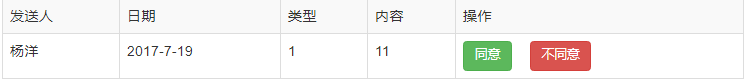 发送人 日期 类型 内容 操作
杨洋 2017-7-19 1 11 同意 不同意